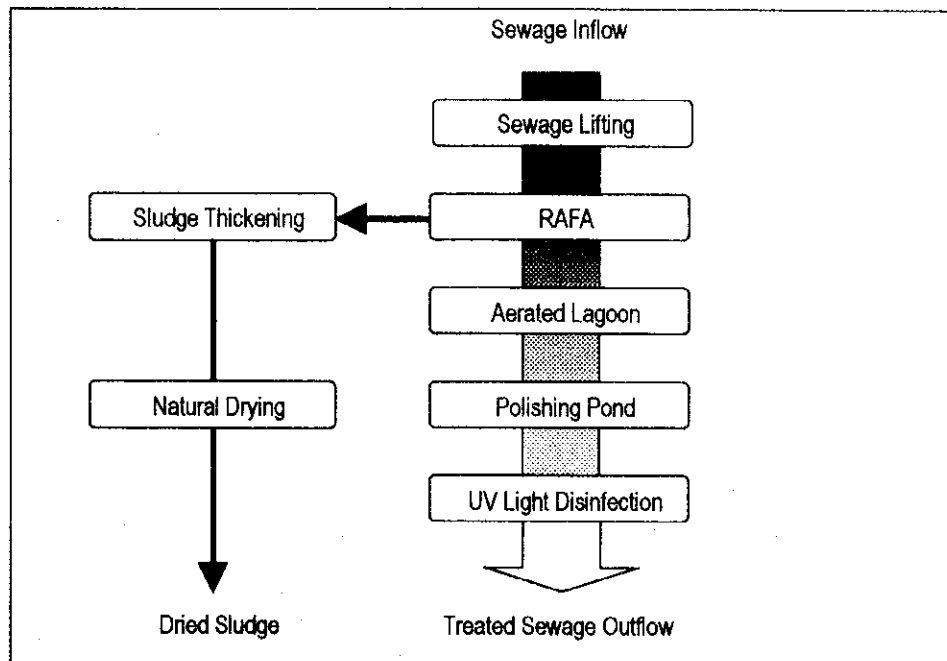 Sewage Inflow
Sewage Lifting
Sludge Thickening
RAFA
Aerated Lagoon
Natural Drying
Polishing Pond
UV Light Disinfection
Dried Sludge
Treated Sewage Outflow